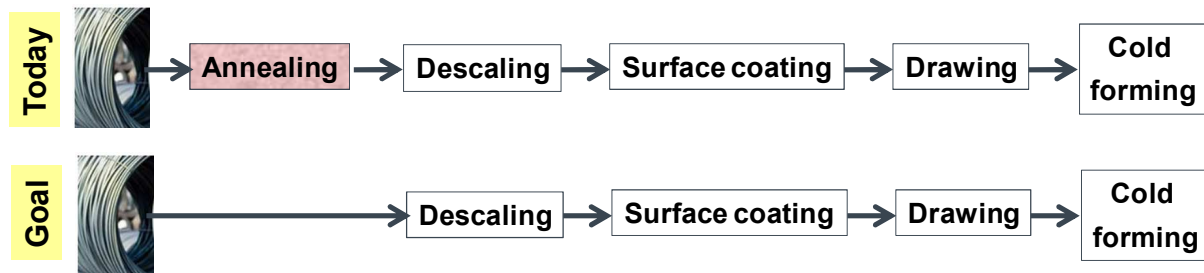 Today
Annealing
Descaling
Surface coating
Drawing
Cold
forming
Goal
Descaling
Surface coating
Drawing
Cold
forming